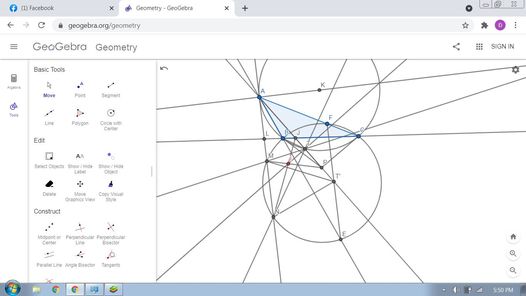 (1) Facebook
Geometry - GeoGebra
geogebra.org/geometry
GeoGebra Geometry
SIGN IN
Algebra
Tools
Basic Tools
Move
Point
Segment
Line
Polygon
Circle with Center
Edit
Select Objects
Show / Hide Label
Show / Hide Object
Delete
Move Graphics View
Copy Visual Style
Construct
Midpoint or Center
Perpendicular Line
Perpendicular Bisector
Parallel Line
Angle Bisector
Tangents
A
K
F
L
J
M
P
T'
E
5:50 PM